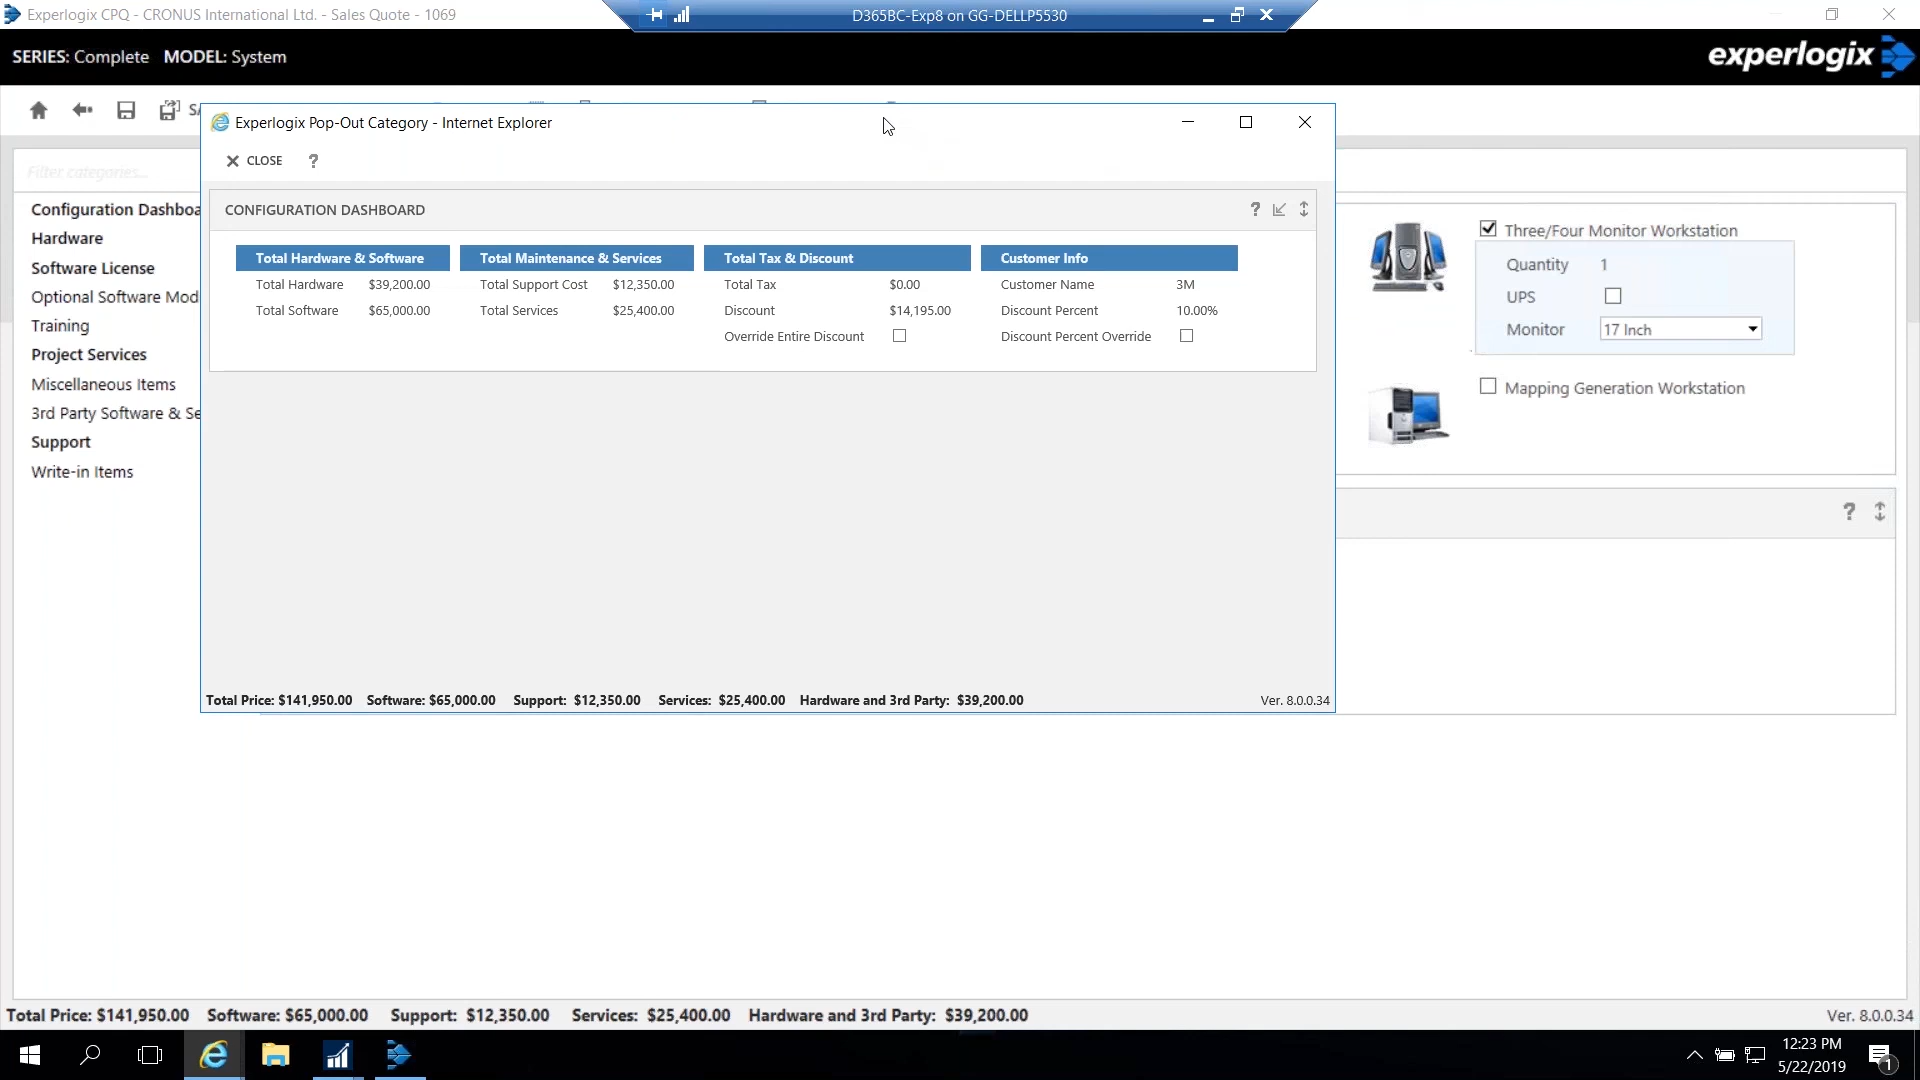 Experlogix CPQ - CRONUS International Ltd. - Sales Quote - 1069
D365BC-Exp8 on GG-DELLP5530
SERIES: Complete MODEL: System
experlogix
Experlogix Pop-Out Category - Internet Explorer
CLOSE ?
Filter categories...
Configuration Dashboa
Hardware
Software License
Optional Software Mod
Training
Project Services
Miscellaneous Items
3rd Party Software & Se
Support
Write-in Items
CONFIGURATION DASHBOARD ?
Total Hardware & Software Total Maintenance & Services Total Tax & Discount Customer Info
Total Hardware $39,200.00 Total Support Cost $12,350.00 Total Tax $0.00 Customer Name 3M
Total Software $65,000.00 Total Services $25,400.00 Discount $14,195.00 Discount Percent 10.00%
Override Entire Discount Discount Percent Override
Three/Four Monitor Workstation
Quantity 1
UPS
Monitor 17 Inch
Mapping Generation Workstation
?
Total Price: $141,950.00 Software: $65,000.00 Support: $12,350.00 Services: $25,400.00 Hardware and 3rd Party: $39,200.00 Ver. 8.0.0.34
Total Price: $141,950.00 Software: $65,000.00 Support: $12,350.00 Services: $25,400.00 Hardware and 3rd Party: $39,200.00 Ver. 8.0.0.34
12:23 PM
5/22/2019
1